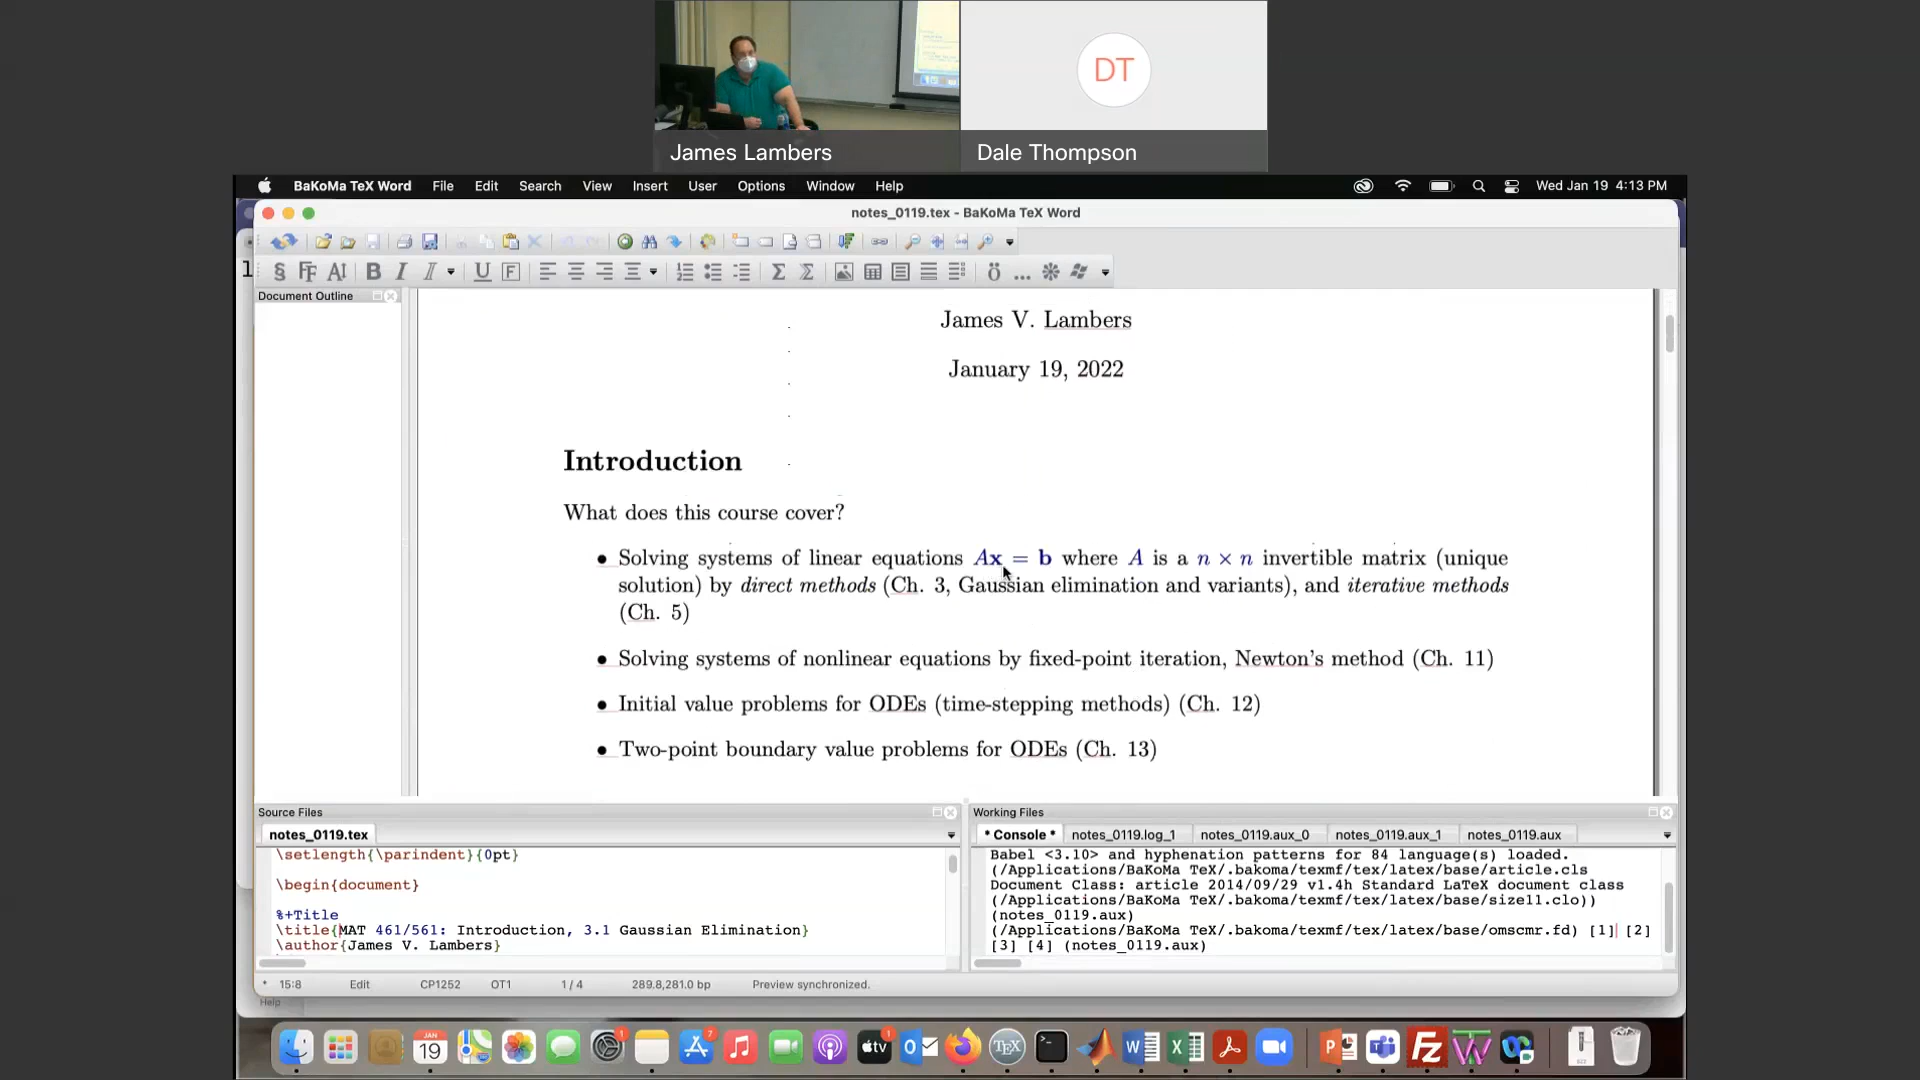 DT
James Lambers
Dale Thompson
BaKoMa TeX Word File Edit Search View Insert User Options Window Help
Wed Jan 19 4:13 PM
notes_0119.tex - BaKoMa TeX Word
Document Outline
James V. Lambers
January 19, 2022
Introduction
What does this course cover?
• Solving systems of linear equations Ax = b where A is a n × n invertible matrix (unique
solution) by direct methods (Ch. 3, Gaussian elimination and variants), and iterative methods
(Ch. 5)
• Solving systems of nonlinear equations by fixed-point iteration, Newton's method (Ch. 11)
• Initial value problems for ODEs (time-stepping methods) (Ch. 12)
• Two-point boundary value problems for ODEs (Ch. 13)
Source Files
notes_0119.tex
\setlength{\parindent}{0pt}
\begin{document}
%+Title
\title{MAT 461/561: Introduction, 3.1 Gaussian Elimination}
\author{James V. Lambers}
Working Files
* Console * notes_0119.log_1 notes_0119.aux_0 notes_0119.aux_1 notes_0119.aux
Babel <3.10> and hyphenation patterns for 84 language(s) loaded.
(/Applications/BaKoMa TeX/.bakoma/texmf/tex/latex/base/article.cls
Document Class: article 2014/09/29 v1.4h Standard LaTeX document class
(/Applications/BaKoMa TeX/.bakoma/texmf/tex/latex/base/size11.clo))
(notes_0119.aux)
(/Applications/BaKoMa TeX/.bakoma/texmf/tex/latex/base/omscmr.fd) [1] [2]
[3] [4] (notes_0119.aux)
* 15:8 Edit CP1252 OT1 1 / 4 289.8,281.0 bp Preview synchronized.
Help
JAN
19
1
7
tv
1
TEX